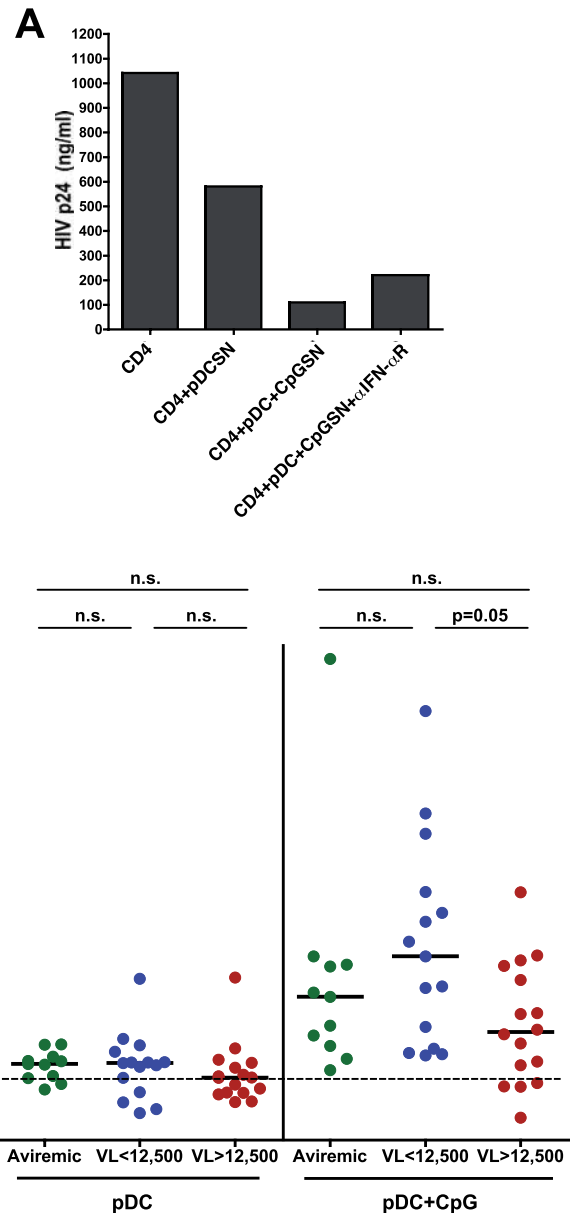 A
HIV p24 (ng/ml)
1200
1100
1000
900
800
700
600
500
400
300
200
100
0
CD4
CD4+pDCSN
CD4+pDC+CpGSN
CD4+pDC+CpGSN+αIFN-αR
n.s.
n.s.
n.s. n.s.
n.s. p=0.05
Aviremic VL<12,500 VL>12,500
Aviremic VL<12,500 VL>12,500
pDC
pDC+CpG